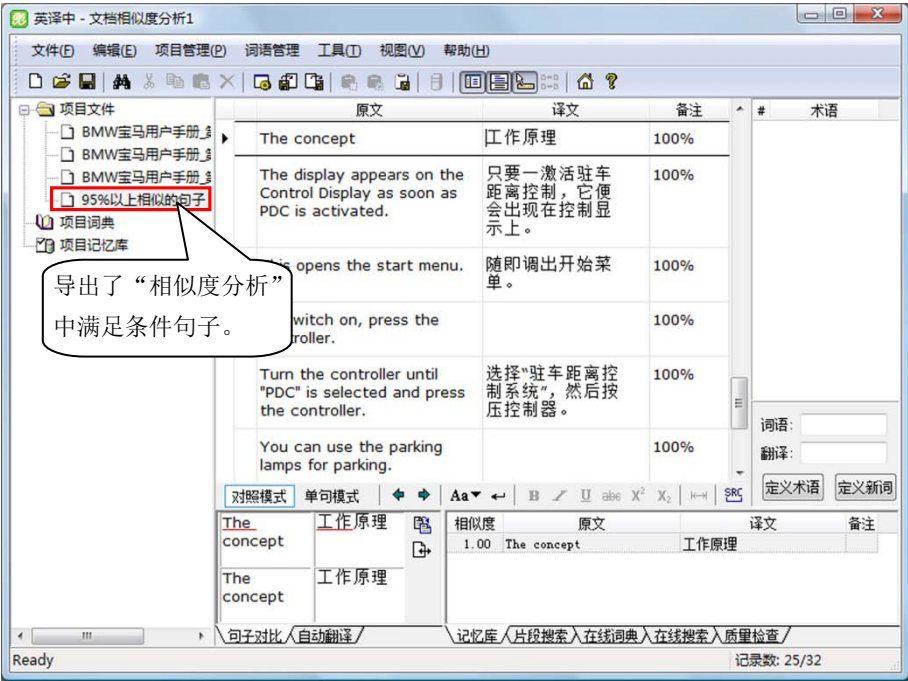 英译中 - 文档相似度分析1
文件(F) 编辑(E) 项目管理(P) 词语管理 工具(T) 视图(V) 帮助(H)
项目文件
BMW宝马用户手册_
BMW宝马用户手册_
BMW宝马用户手册_
95%以上相似的句子
项目词典
项目记忆库
导出了“相似度分析”
中满足条件句子。
原文 译文 备注
The concept 工作原理 100%
The display appears on the 只要一激活驻车 100%
Control Display as soon as 距离控制，它便
PDC is activated. 会出现在控制显
示上。
opens the start menu. 随即调出开始菜 100%
单。
press the 100%
Turn the controller until 选择“驻车距离控 100%
"PDC" is selected and press 制系统”，然后按
the controller. 压控制器。
You can use the parking 100%
lamps for parking.
# 术语
词语:
翻译:
定义术语 定义新词
对照模式 单句模式 Aa B I U abc X² X₂ SRC
The 工作原理
concept
The 工作原理
concept
句子对比 自动翻译
相似度 原文 译文 备注
1.00 The concept 工作原理
记忆库 片段搜索 在线词典 在线搜索 质量检查
Ready 记录数: 25/32